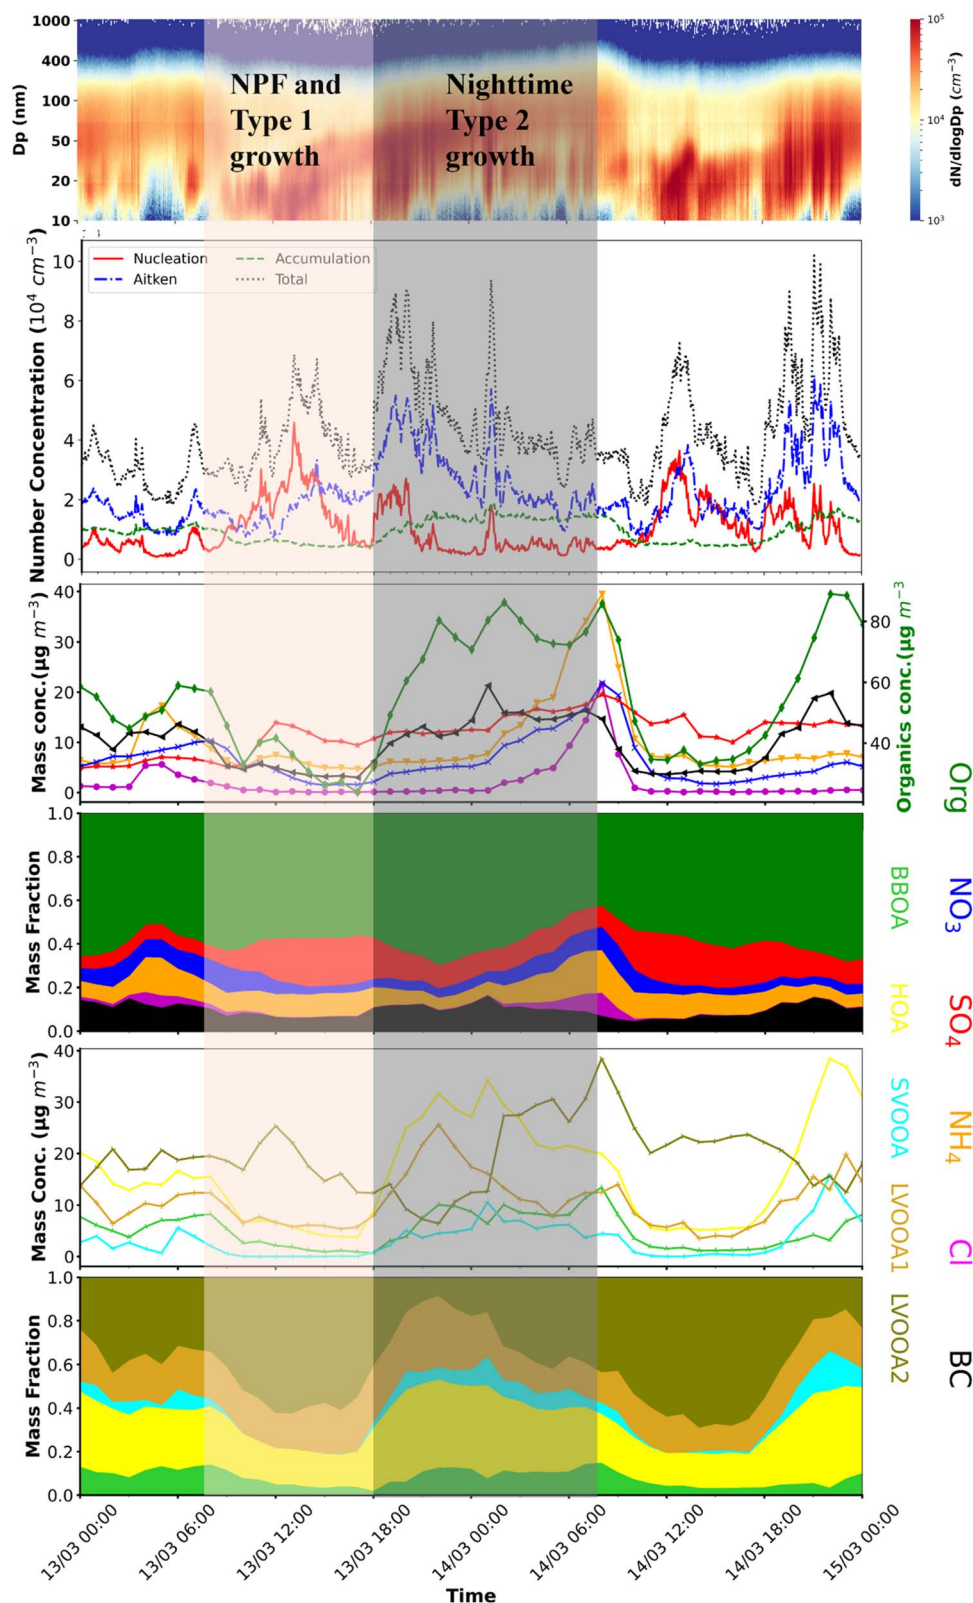 1000
400
100
50
20
10
Dp (nm)
NPF and
Type 1
growth
Nighttime
Type 2
growth
10⁵
10⁴
10³
dN/dlogDp (cm⁻³)
Nucleation
Aitken
Accumulation
Total
10
8
6
4
2
0
Number Concentration (10⁴ cm⁻³)
40
30
20
10
0
Mass conc.(µg m⁻³)
80
60
40
Organics conc.(µg m⁻³
1.0
0.8
0.6
0.4
0.2
0.0
Mass Fraction
40
30
20
10
0
Mass Conc. (µg m⁻³)
1.0
0.8
0.6
0.4
0.2
0.0
Mass Fraction
BBOA
HOA
SVOOA
LVOOA1
LVOOA2
Org
NO₃
SO₄
NH₄
Cl
BC
13/03 00:00
13/03 06:00
13/03 12:00
13/03 18:00
14/03 00:00
14/03 06:00
14/03 12:00
14/03 18:00
15/03 00:00
Time